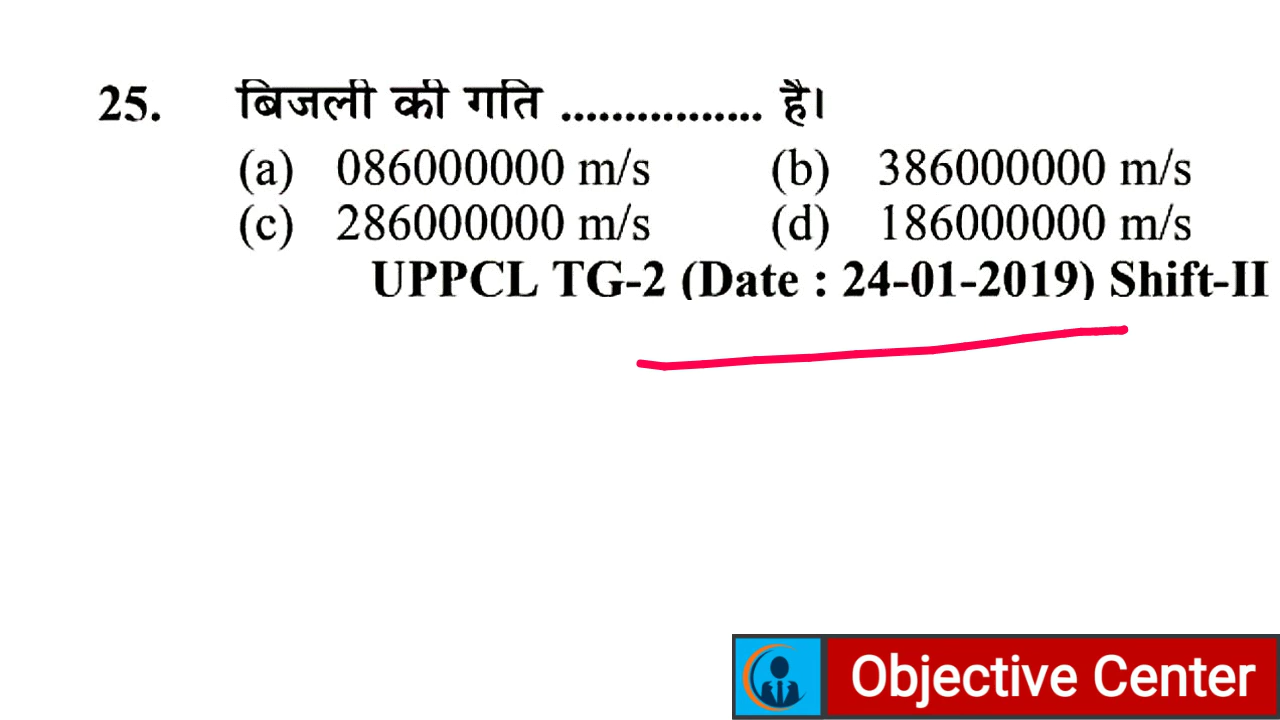 25. बिजली की गति ................ है।
(a) 086000000 m/s (b) 386000000 m/s
(c) 286000000 m/s (d) 186000000 m/s
UPPCL TG-2 (Date : 24-01-2019) Shift-II
Objective Center